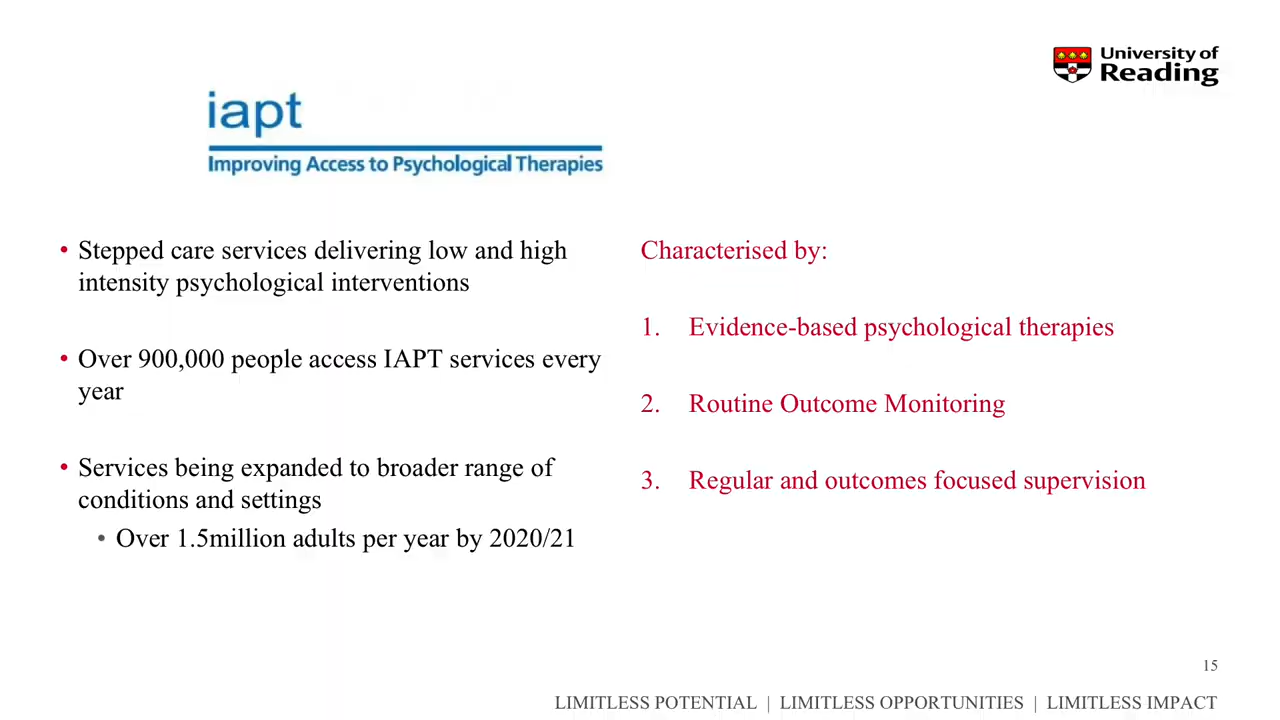 University of
Reading
iapt
Improving Access to Psychological Therapies
• Stepped care services delivering low and high
intensity psychological interventions
• Over 900,000 people access IAPT services every
year
• Services being expanded to broader range of
conditions and settings
• Over 1.5million adults per year by 2020/21
Characterised by:
1. Evidence-based psychological therapies
2. Routine Outcome Monitoring
3. Regular and outcomes focused supervision
15
LIMITLESS POTENTIAL | LIMITLESS OPPORTUNITIES | LIMITLESS IMPACT